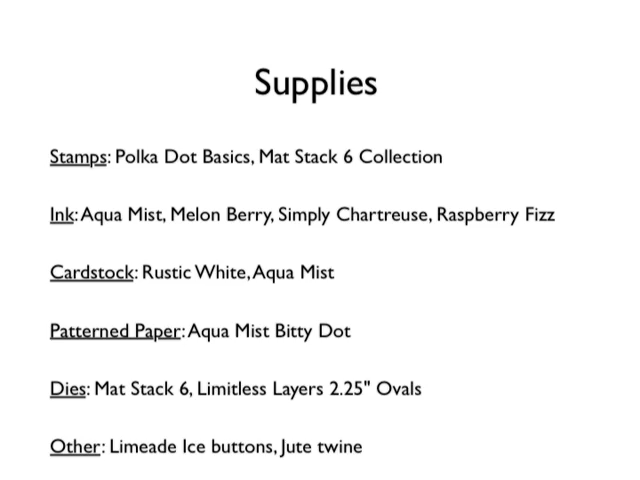 Supplies
Stamps: Polka Dot Basics, Mat Stack 6 Collection
Ink: Aqua Mist, Melon Berry, Simply Chartreuse, Raspberry Fizz
Cardstock: Rustic White, Aqua Mist
Patterned Paper: Aqua Mist Bitty Dot
Dies: Mat Stack 6, Limitless Layers 2.25" Ovals
Other: Limeade Ice buttons, Jute twine